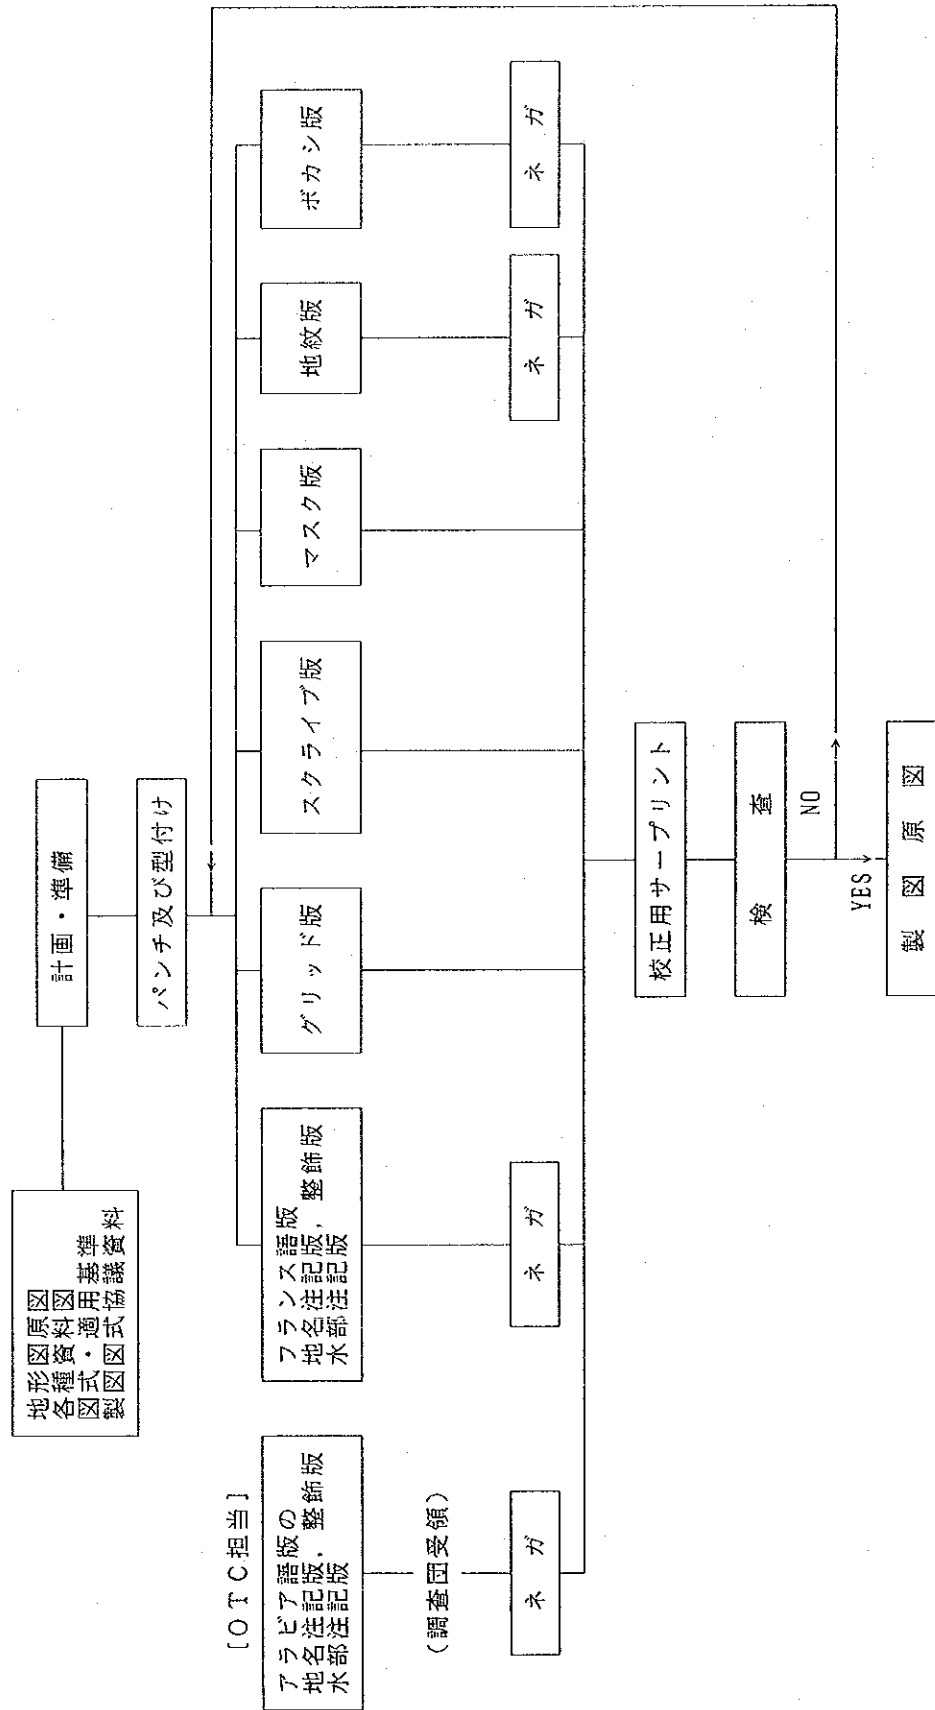 地形図原図
各種資料図
図式・適用基準
製図図式協議資料
計画・準備
パンチ及び型付け
[OTC担当]
アラビア語版の
地名注記版，整飾版
水部注記版
フランス語版
地名注記版，整飾版
水部注記版
グリッド版
スクライブ版
マスク版
地紋版
ボカシ版
(調査団受領)
ネガ
ネガ
ネガ
ネガ
校正用サープリント
検査
NO
YES
製図原図